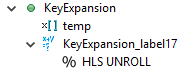 KeyExpansion
x[] temp
KeyExpansion_label17
% HLS UNROLL